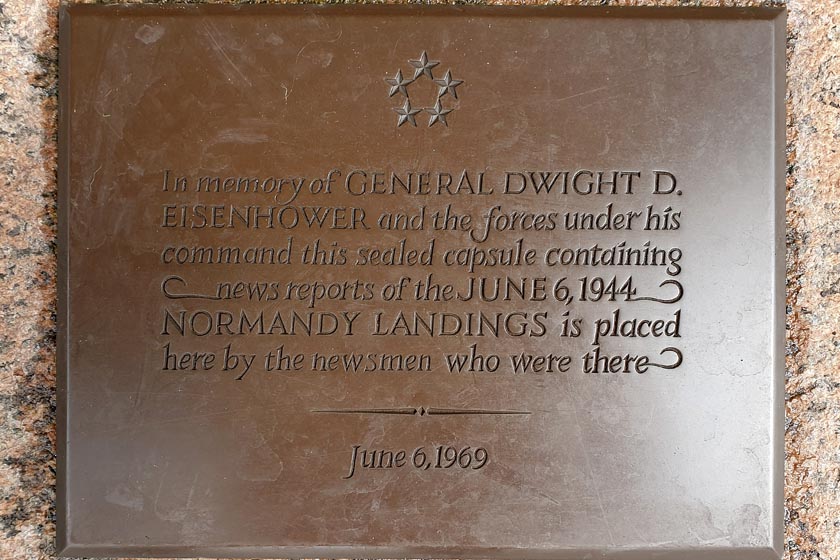 In memory of GENERAL DWIGHT D.
EISENHOWER and the forces under his
command this sealed capsule containing
news reports of the JUNE 6, 1944
NORMANDY LANDINGS is placed
here by the newsmen who were there
June 6, 1969